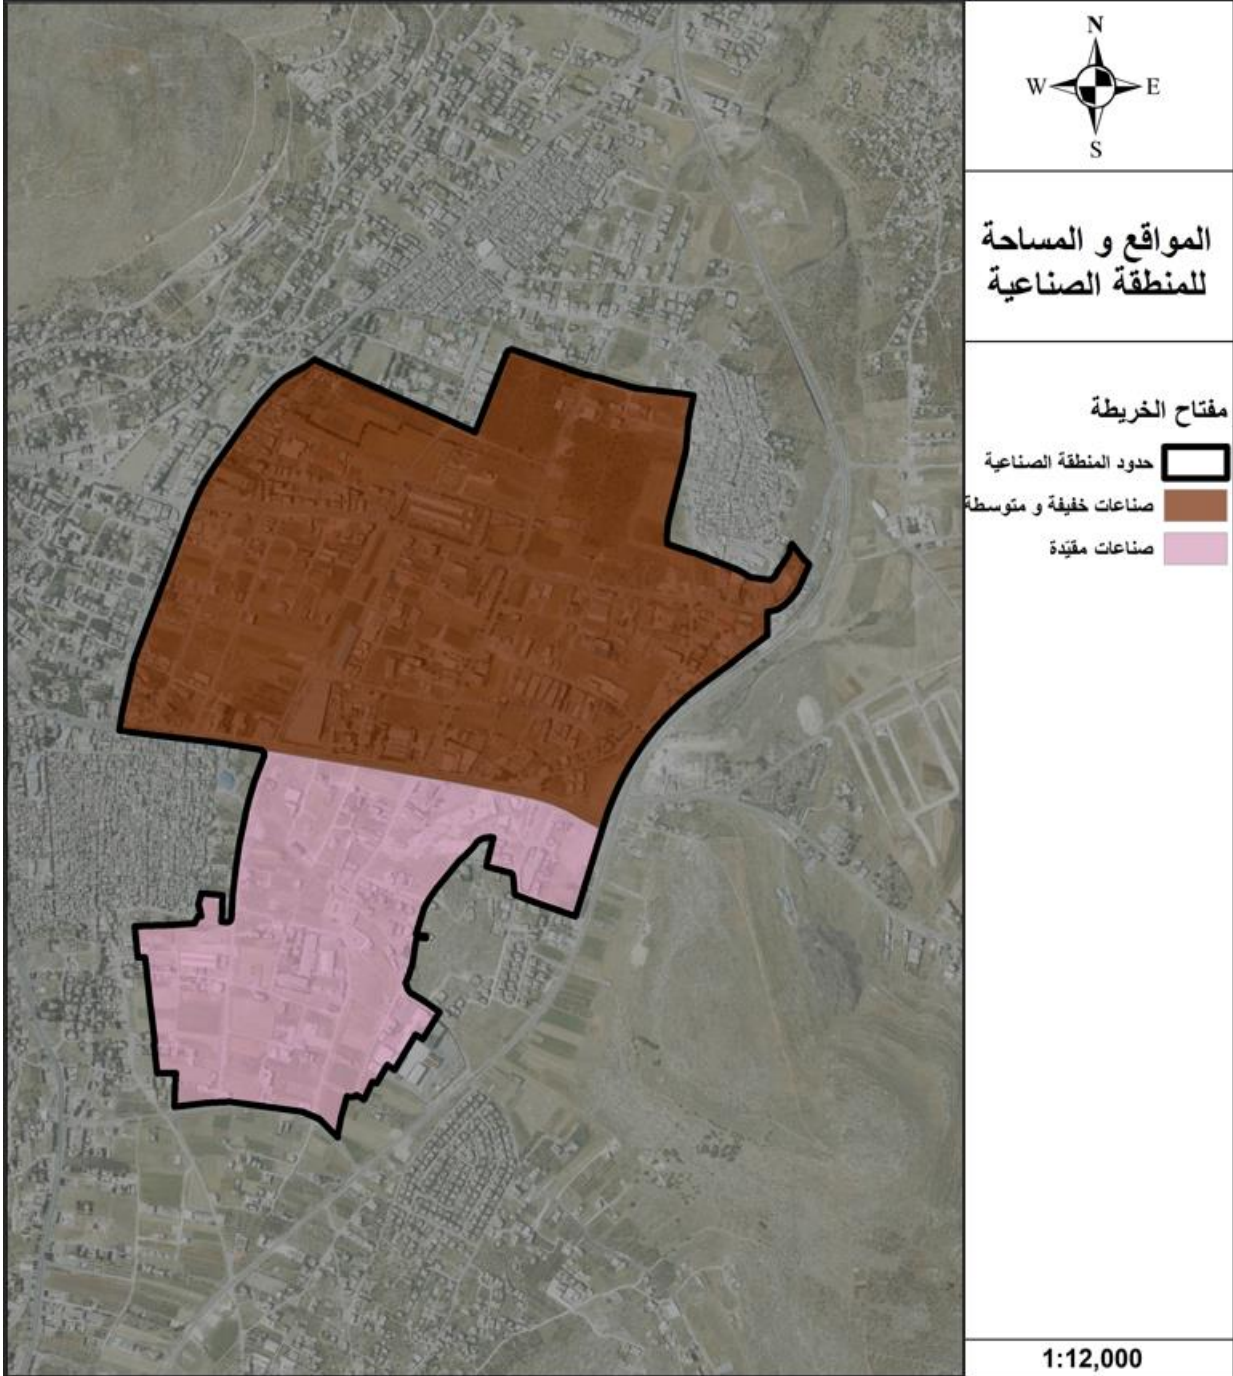 N
W E
S
المواقع و المساحة
للمنطقة الصناعية
مفتاح الخريطة
حدود المنطقة الصناعية
صناعات خفيفة و متوسطة
صناعات مقيّدة
1:12,000